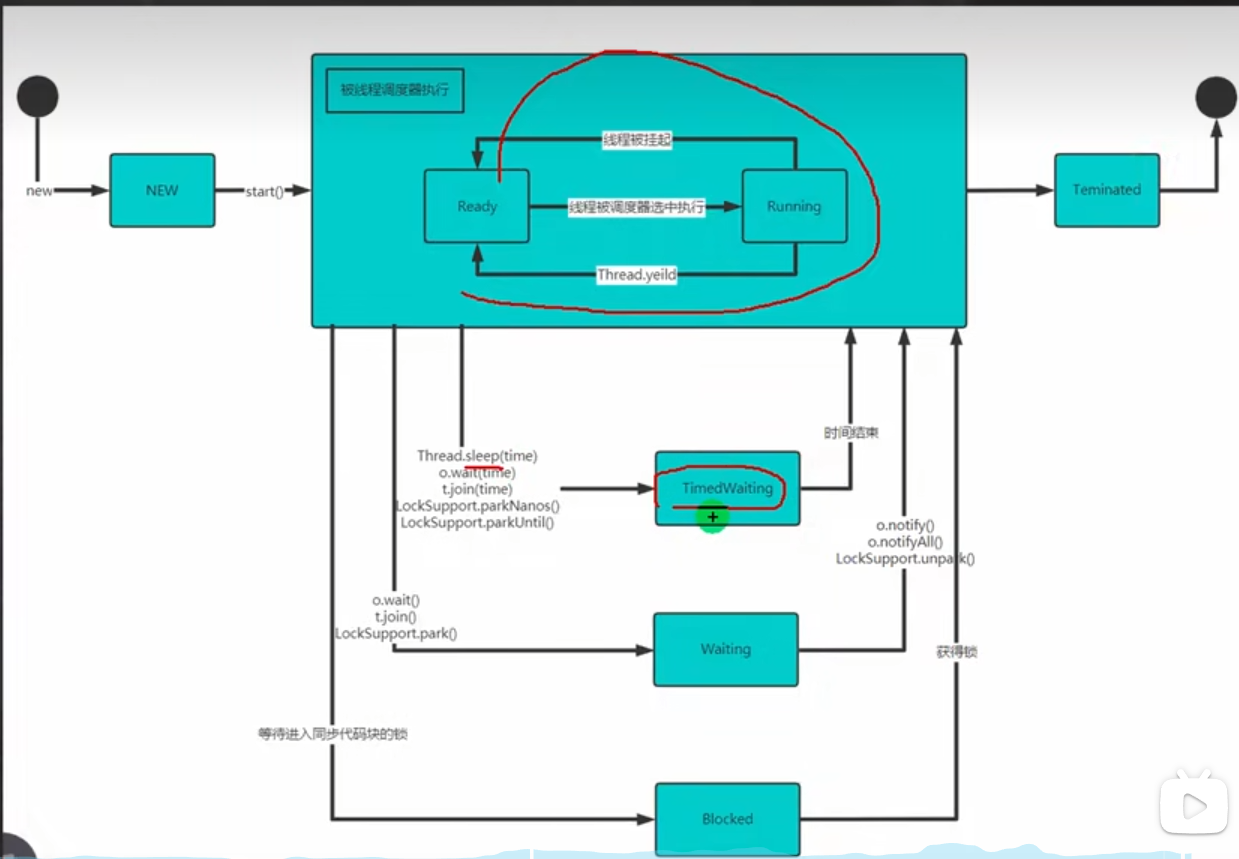 被线程调度器执行
线程被挂起
new
NEW
start()
Ready
线程被调度器选中执行
Running
Teminated
Thread.yeild
时间结束
Thread.sleep(time)
o.wait(time)
t.join(time)
LockSupport.parkNanos()
LockSupport.parkUntil()
TimedWaiting
o.notify()
o.notifyAll()
LockSupport.unpark()
o.wait()
t.join()
LockSupport.park()
Waiting
获得锁
等待进入同步代码块的锁
Blocked